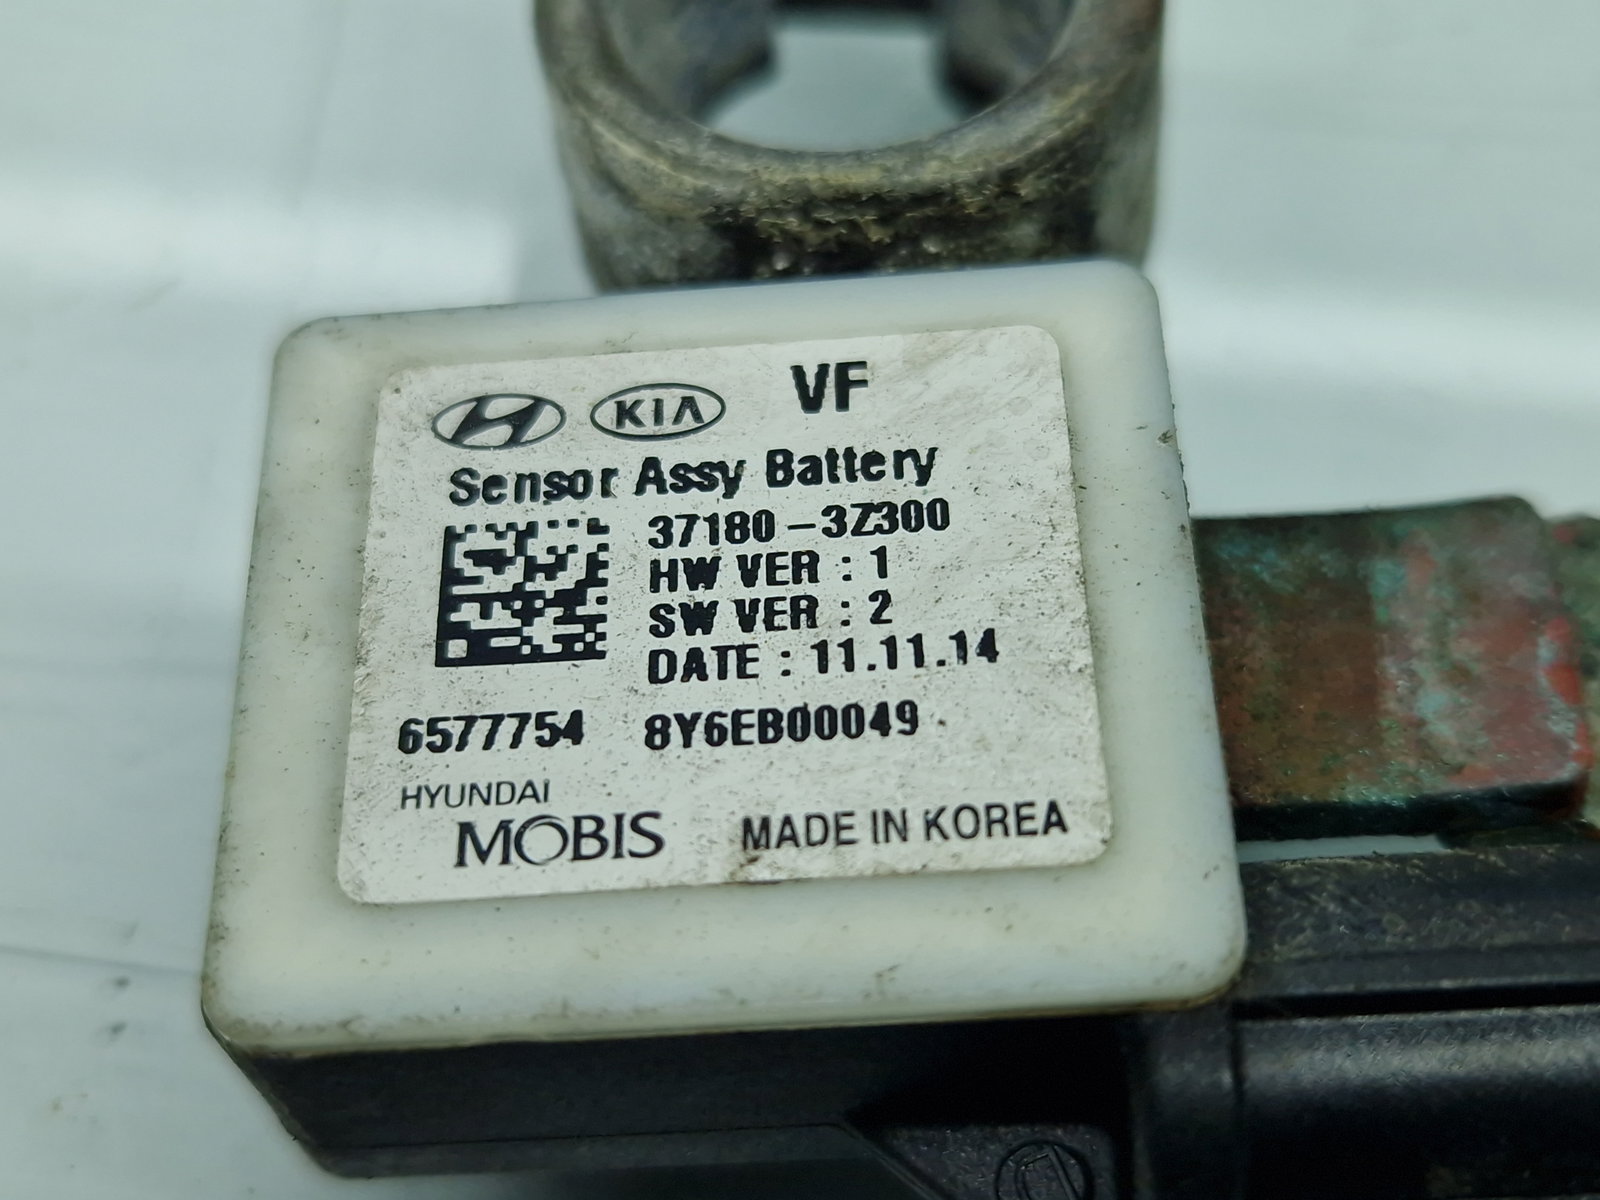 KIA VF
Sensor Assy Battery
37180-3Z300
HW VER : 1
SW VER : 2
DATE : 11.11.14
6577754 8Y6EB00049
HYUNDAI
MOBIS MADE IN KOREA